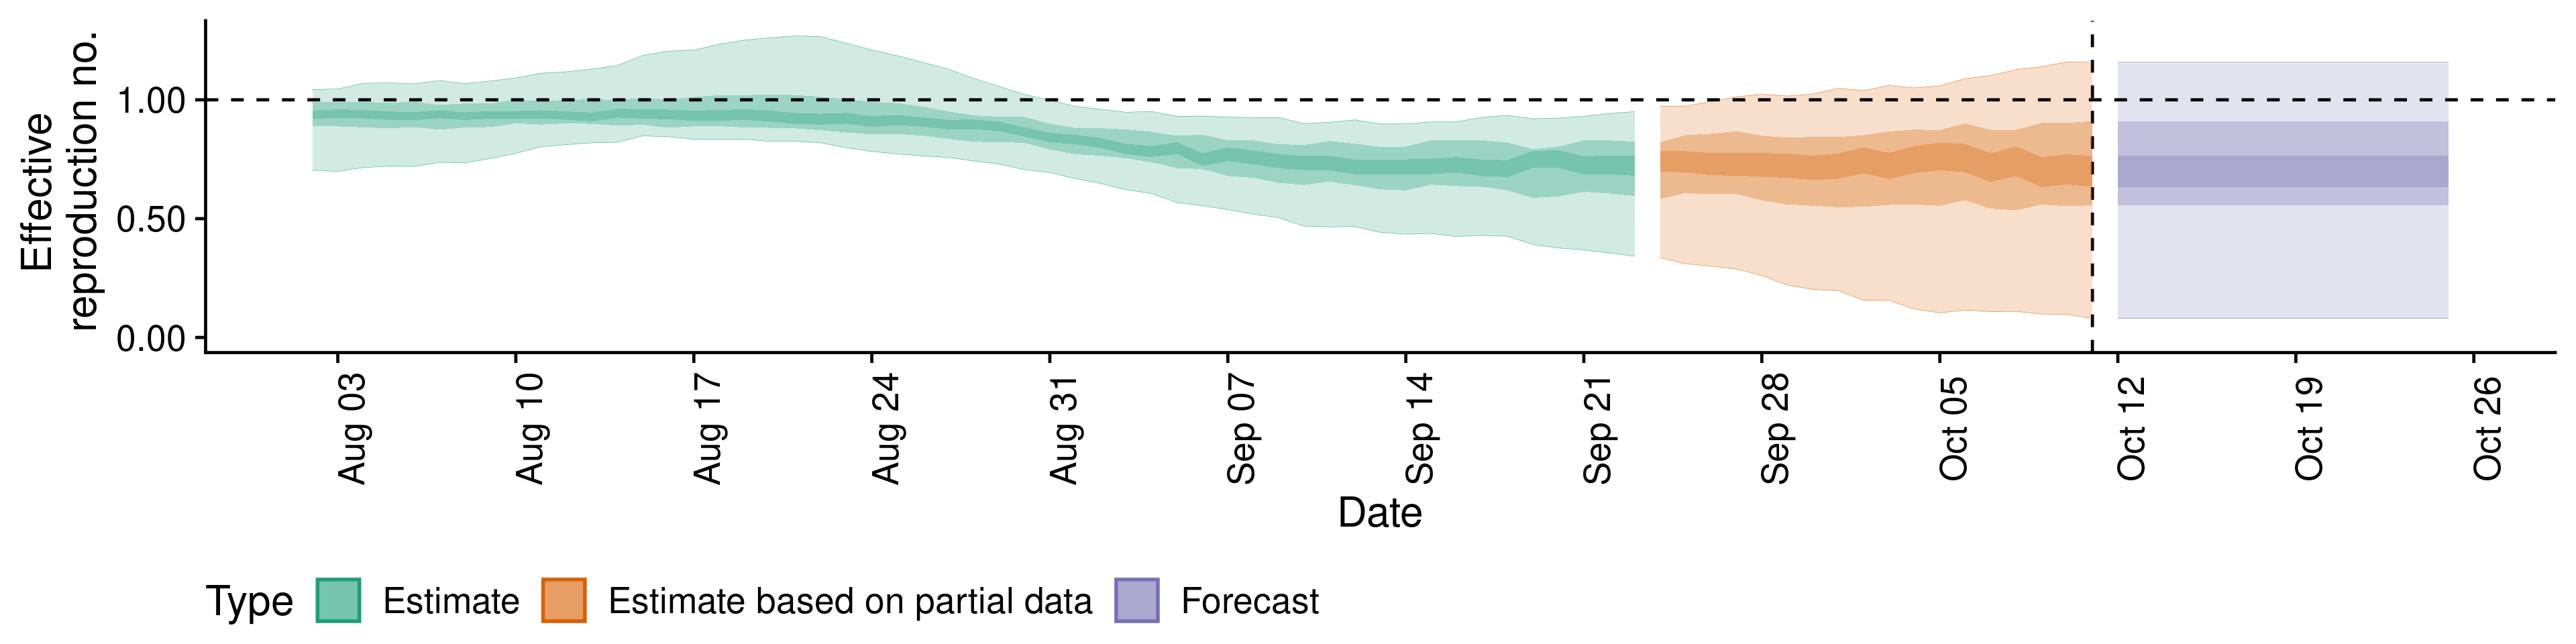 Effective
reproduction no.
1.00
0.50
0.00
Aug 03
Aug 10
Aug 17
Aug 24
Aug 31
Sep 07
Sep 14
Sep 21
Sep 28
Oct 05
Oct 12
Oct 19
Oct 26
Date
Type Estimate Estimate based on partial data Forecast